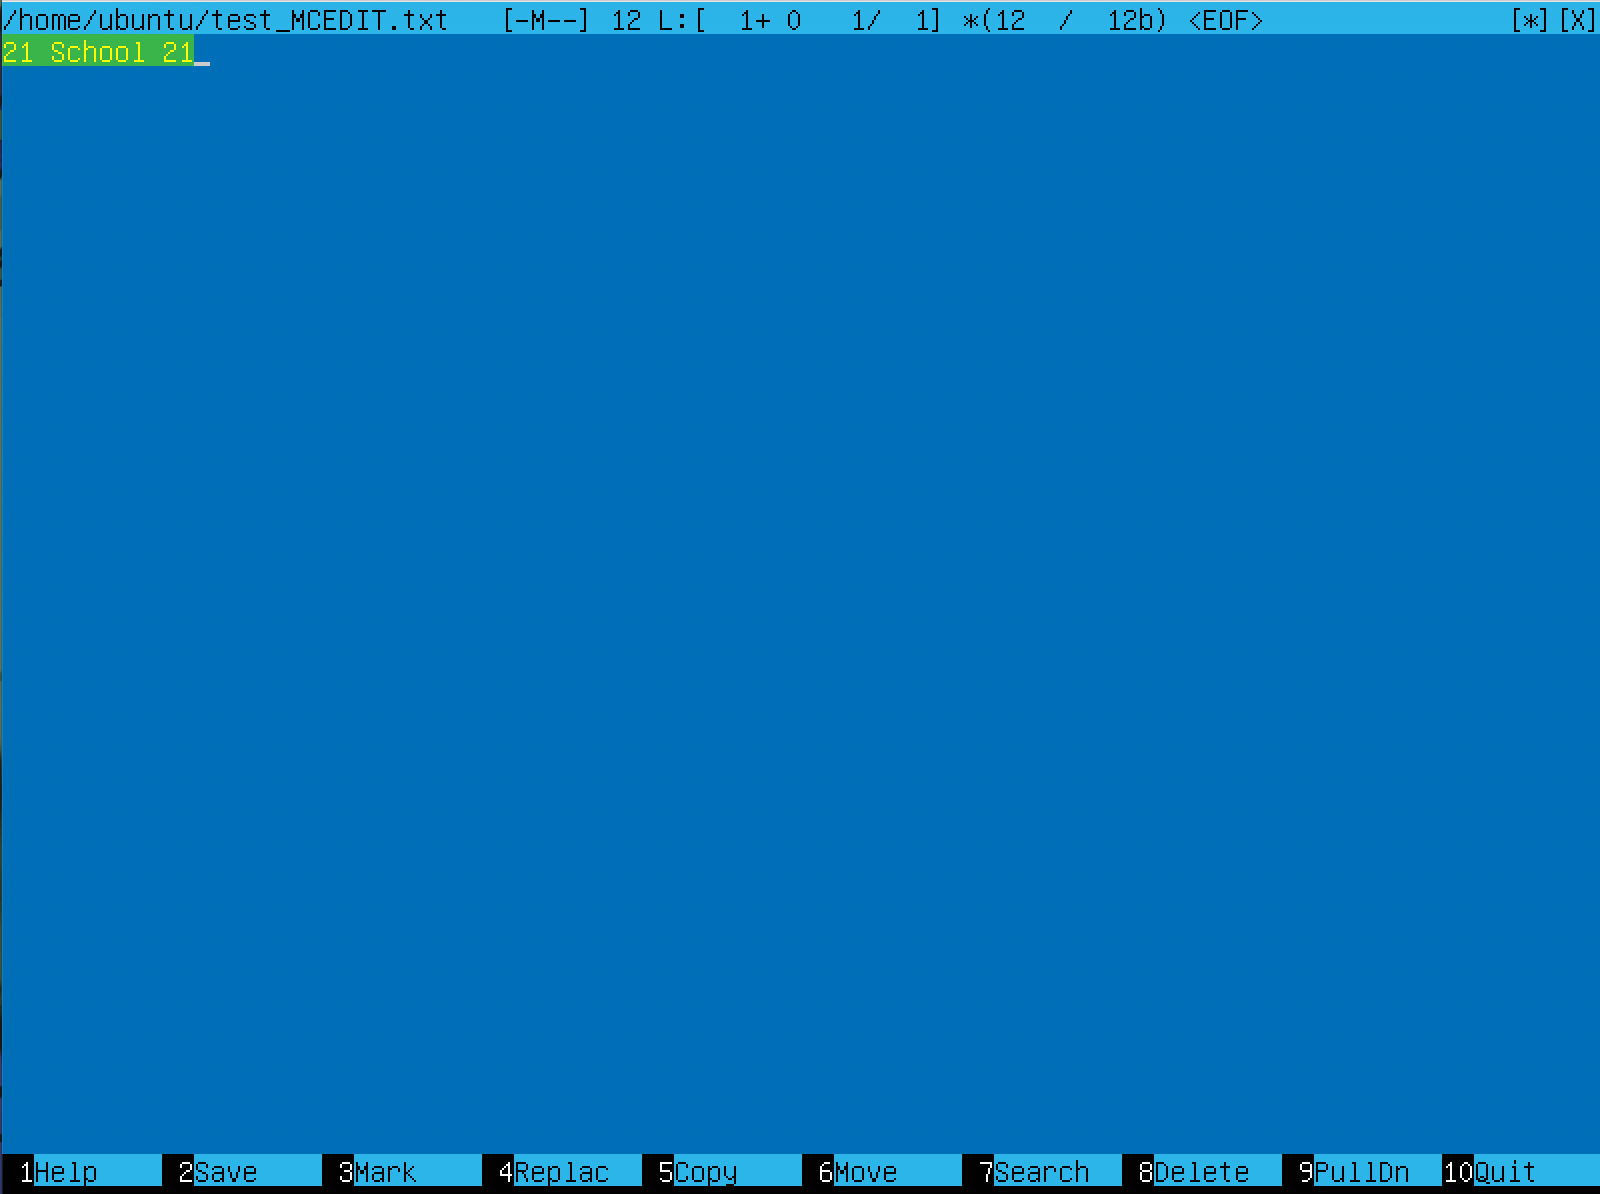 /home/ubuntu/test_MCEDIT.txt [-M--] 12 L:[ 1+ 0 1/ 1] *(12 / 12b) <EOF> [*][X]
21 School 21_
1Help 2Save 3Mark 4Replac 5Copy 6Move 7Search 8Delete 9PullDn 10Quit